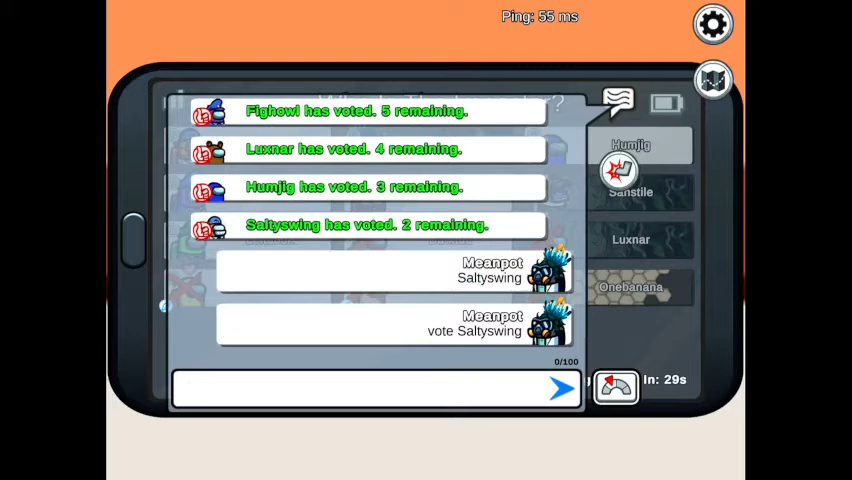 Ping: 55 ms
Fighowl has voted. 5 remaining.
Luxnar has voted. 4 remaining.
Humjig has voted. 3 remaining.
Saltyswing has voted. 2 remaining.
Meanpot
Saltyswing
Meanpot
vote Saltyswing
0/100
Humjig
Sanstile
Luxnar
Onebanana
In: 29s